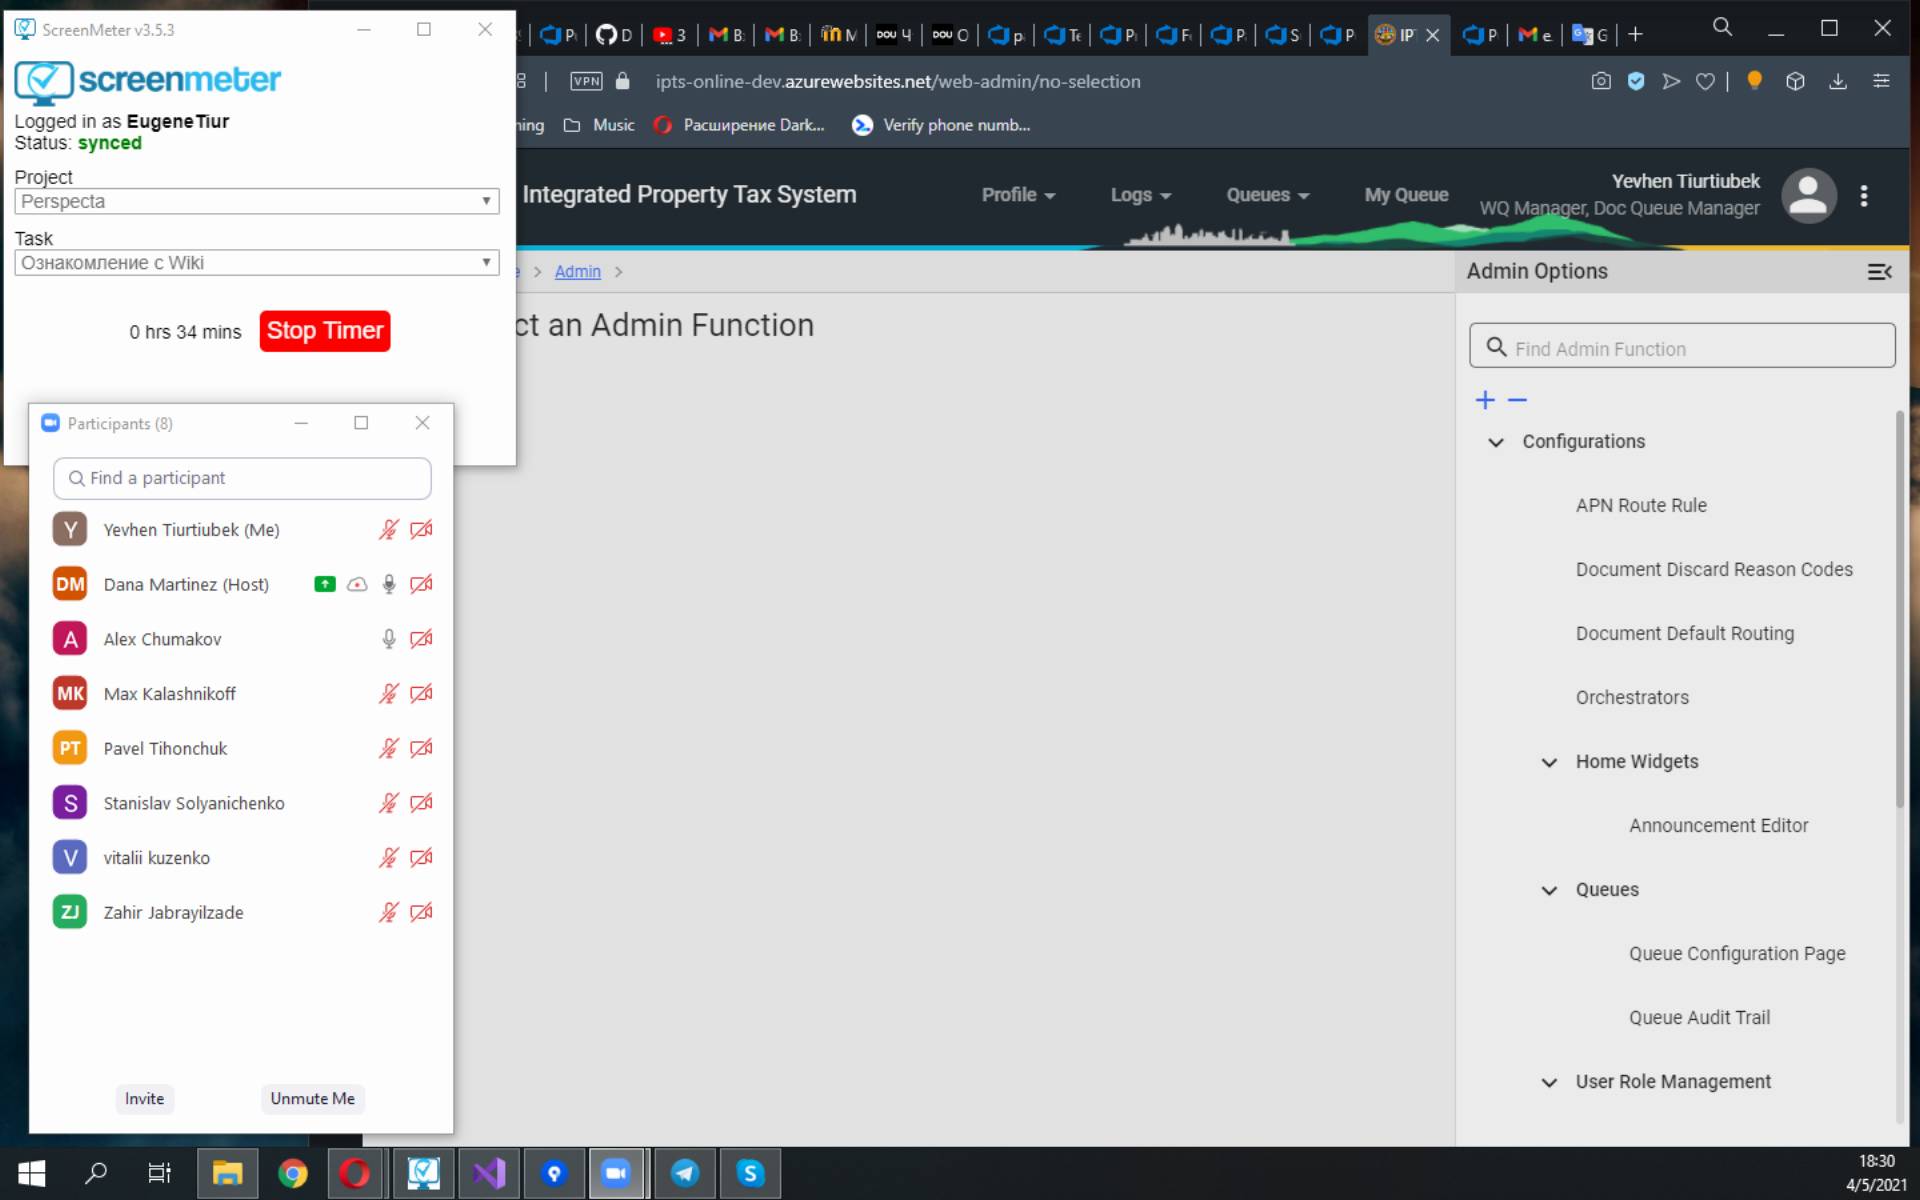 ScreenMeter v3.5.3
screenmeter
Logged in as EugeneTiur
Status: synced
Project
Perspecta
Task
Ознакомление с Wiki
0 hrs 34 mins
Stop Timer
Participants (8)
Find a participant
Y Yevhen Tiurtiubek (Me)
DM Dana Martinez (Host)
A Alex Chumakov
MK Max Kalashnikoff
PT Pavel Tihonchuk
S Stanislav Solyanichenko
V vitalii kuzenko
ZJ Zahir Jabrayilzade
Invite
Unmute Me
P D 3 B B M DOU Ч DOU O p Te P F P S P IP P e G
VPN ipts-online-dev.azurewebsites.net/web-admin/no-selection
ning Music Расширение Dark... Verify phone numb...
Integrated Property Tax System
Profile Logs Queues My Queue
Yevhen Tiurtiubek
WQ Manager, Doc Queue Manager
e > Admin >
ct an Admin Function
Admin Options
Find Admin Function
Configurations
APN Route Rule
Document Discard Reason Codes
Document Default Routing
Orchestrators
Home Widgets
Announcement Editor
Queues
Queue Configuration Page
Queue Audit Trail
User Role Management
18:30
4/5/2021